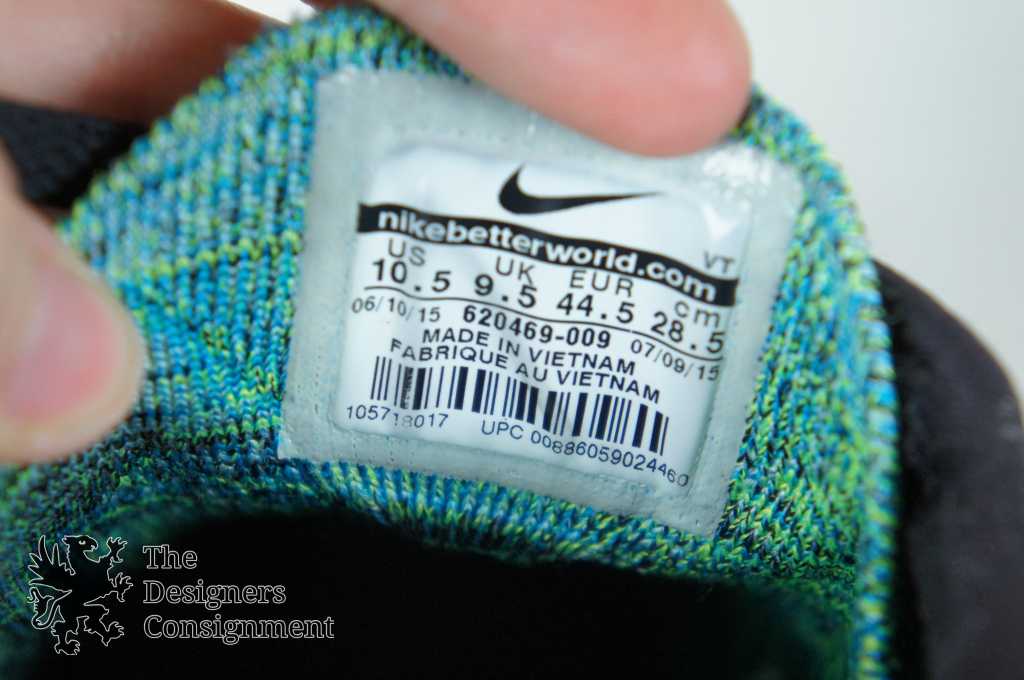 nikebetterworld.com
VT
US UK EUR cm
10.5 9.5 44.5 28.5
06/10/15 620469-009 07/09/15
MADE IN VIETNAM
FABRIQUE AU VIETNAM
105718017 UPC 00886059024460
The
Designers
Consignment